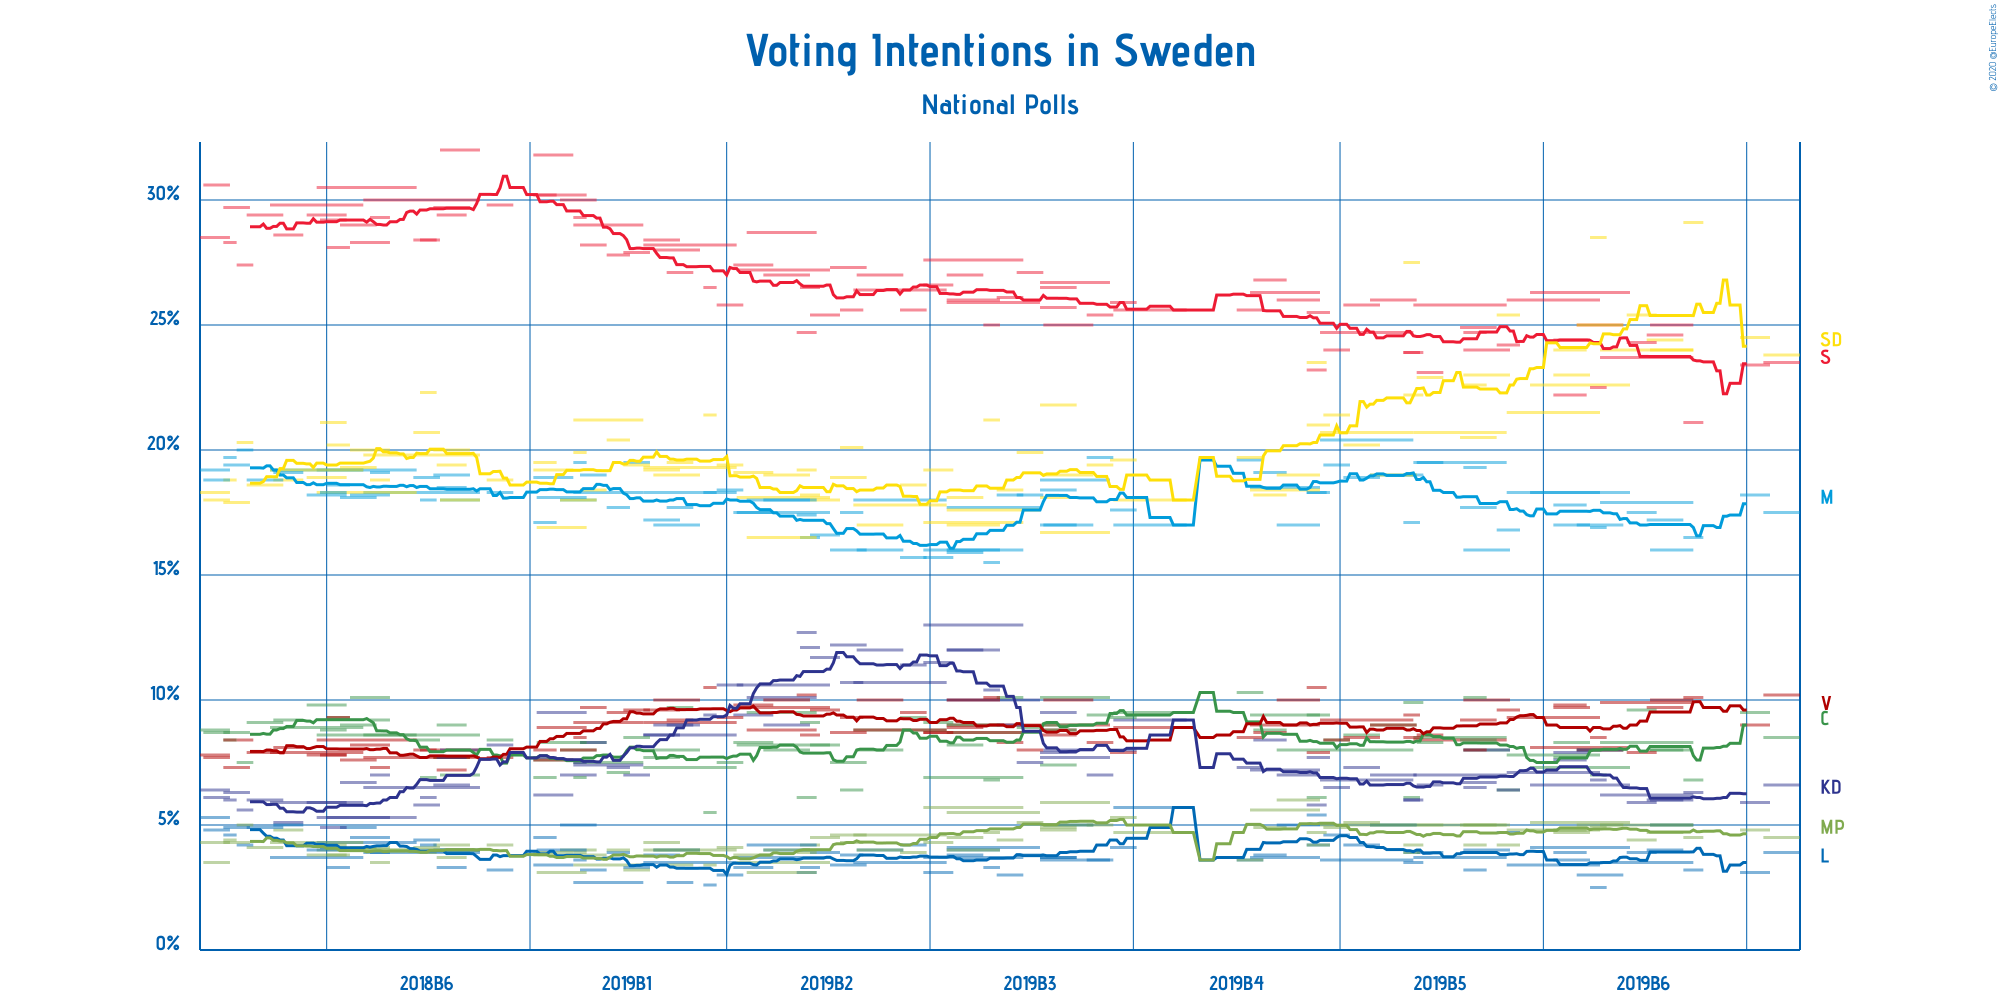 Voting Intentions in Sweden
National Polls
© 2020 @EuropeElects
30%
25%
20%
15%
10%
5%
0%
SD
S
M
V
C
KD
MP
L
2018B6 2019B1 2019B2 2019B3 2019B4 2019B5 2019B6